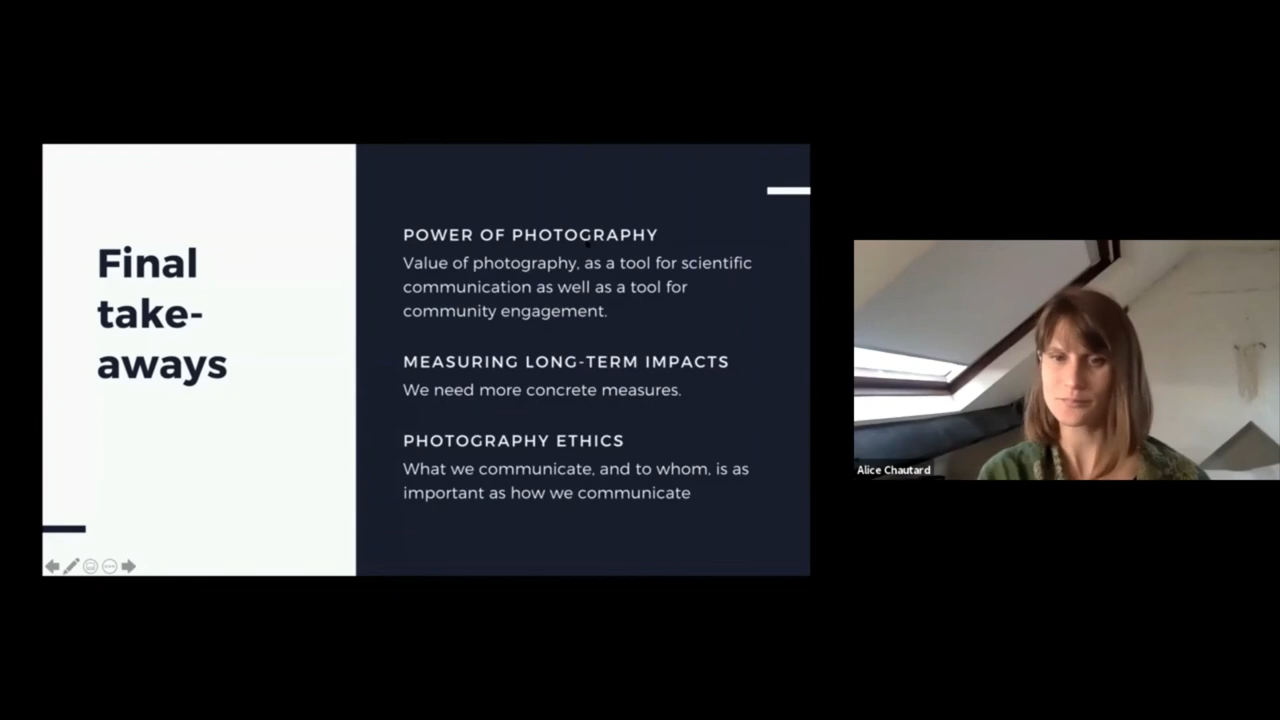 Final
take-
aways
POWER OF PHOTOGRAPHY
Value of photography, as a tool for scientific
communication as well as a tool for
community engagement.
MEASURING LONG-TERM IMPACTS
We need more concrete measures.
PHOTOGRAPHY ETHICS
What we communicate, and to whom, is as
important as how we communicate
Alice Chautard